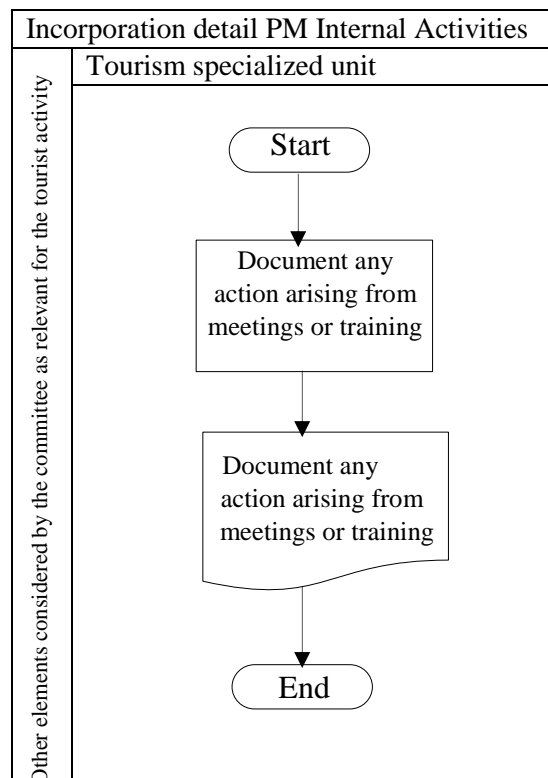 Incorporation detail PM Internal Activities
Tourism specialized unit
Other elements considered by the committee as relevant for the tourist activity
Start
Document any
action arising from
meetings or training
Document any
action arising from
meetings or training
End